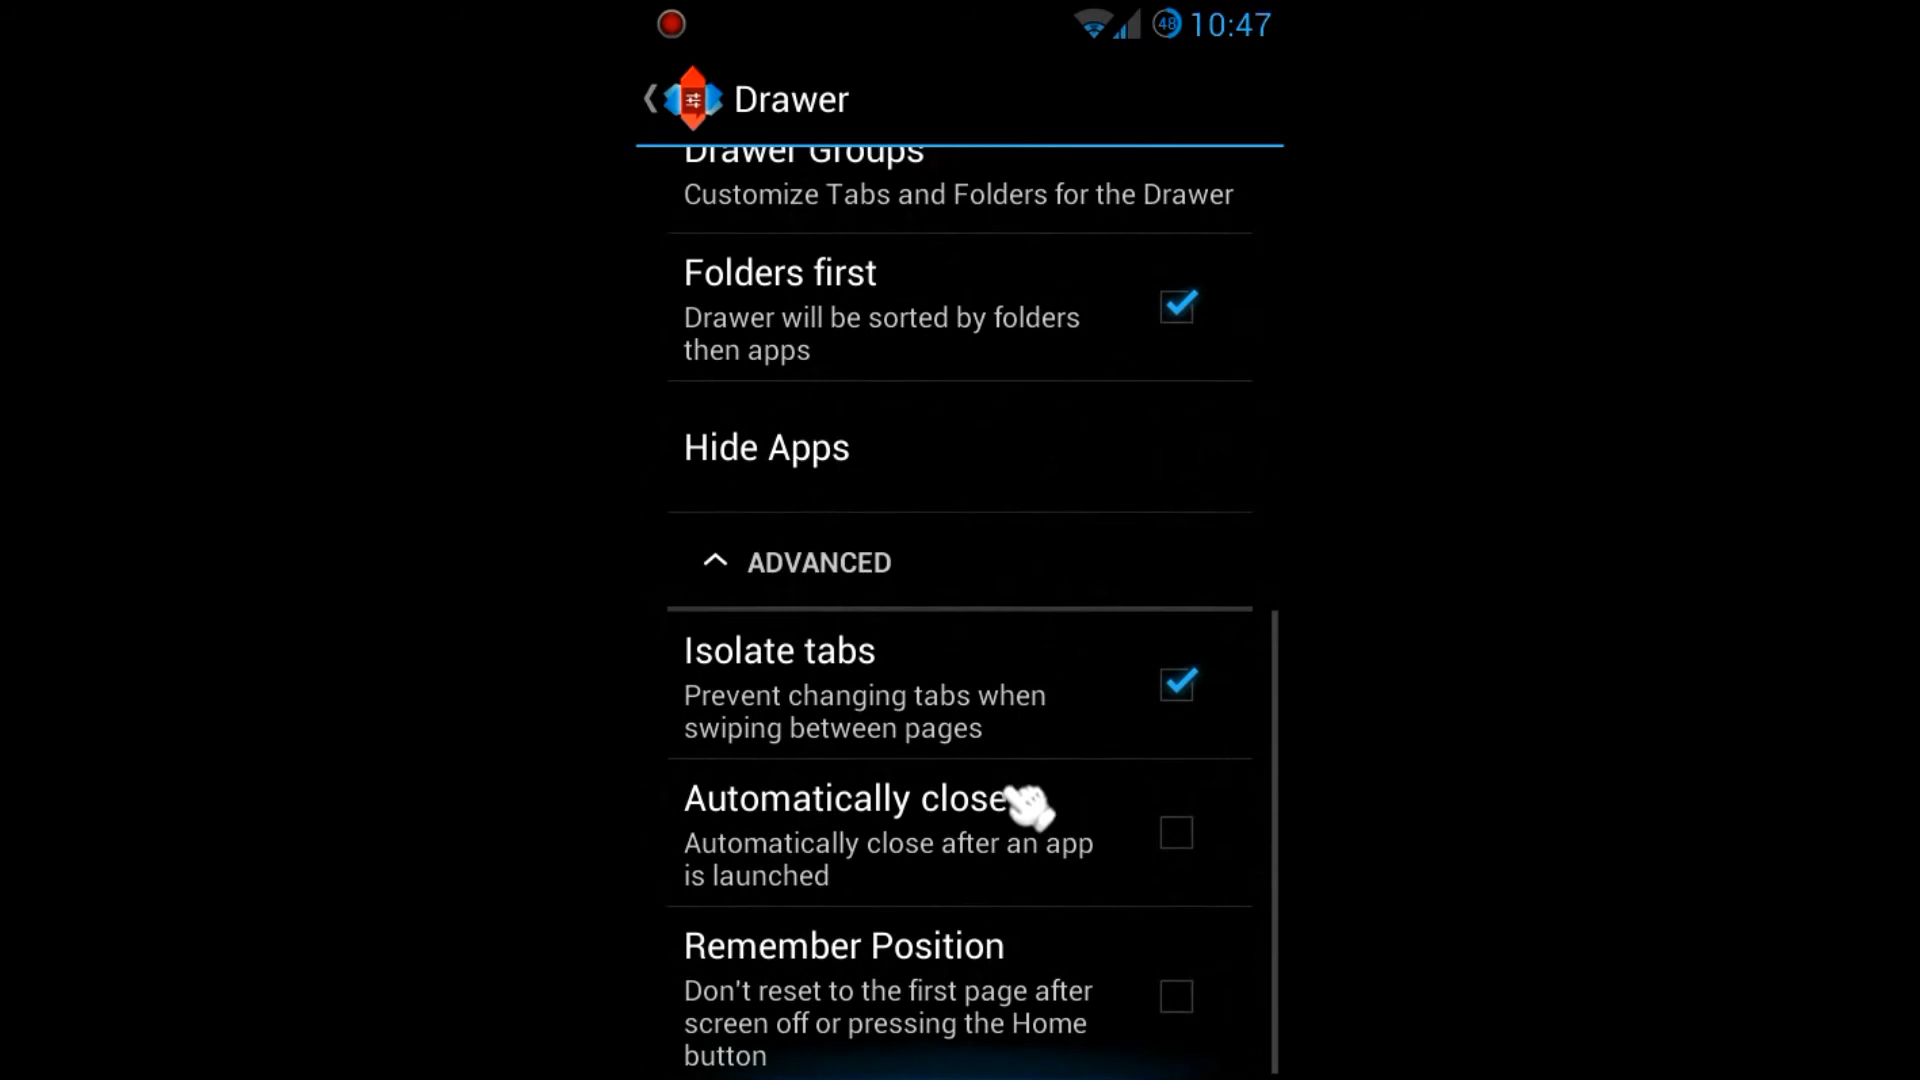 48 10:47
Drawer
Drawer Groups
Customize Tabs and Folders for the Drawer
Folders first
Drawer will be sorted by folders
then apps
Hide Apps
ADVANCED
Isolate tabs
Prevent changing tabs when
swiping between pages
Automatically close
Automatically close after an app
is launched
Remember Position
Don't reset to the first page after
screen off or pressing the Home
button